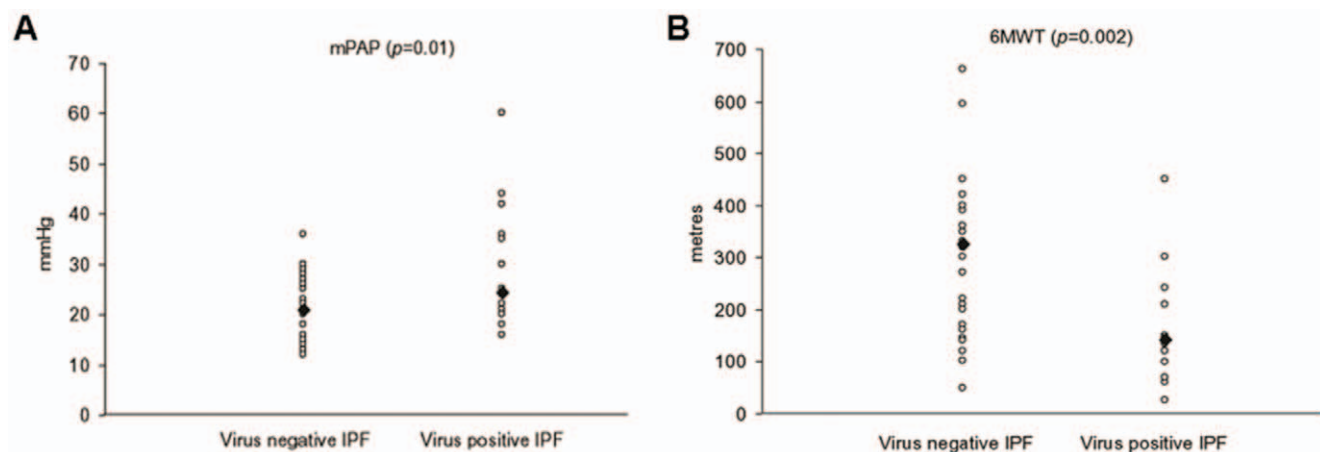 A
mPAP (p=0.01)
70
60
50
40
30
20
10
0
mmHg
Virus negative IPF
Virus positive IPF
B
6MWT (p=0.002)
700
600
500
400
300
200
100
0
metres
Virus negative IPF
Virus positive IPF